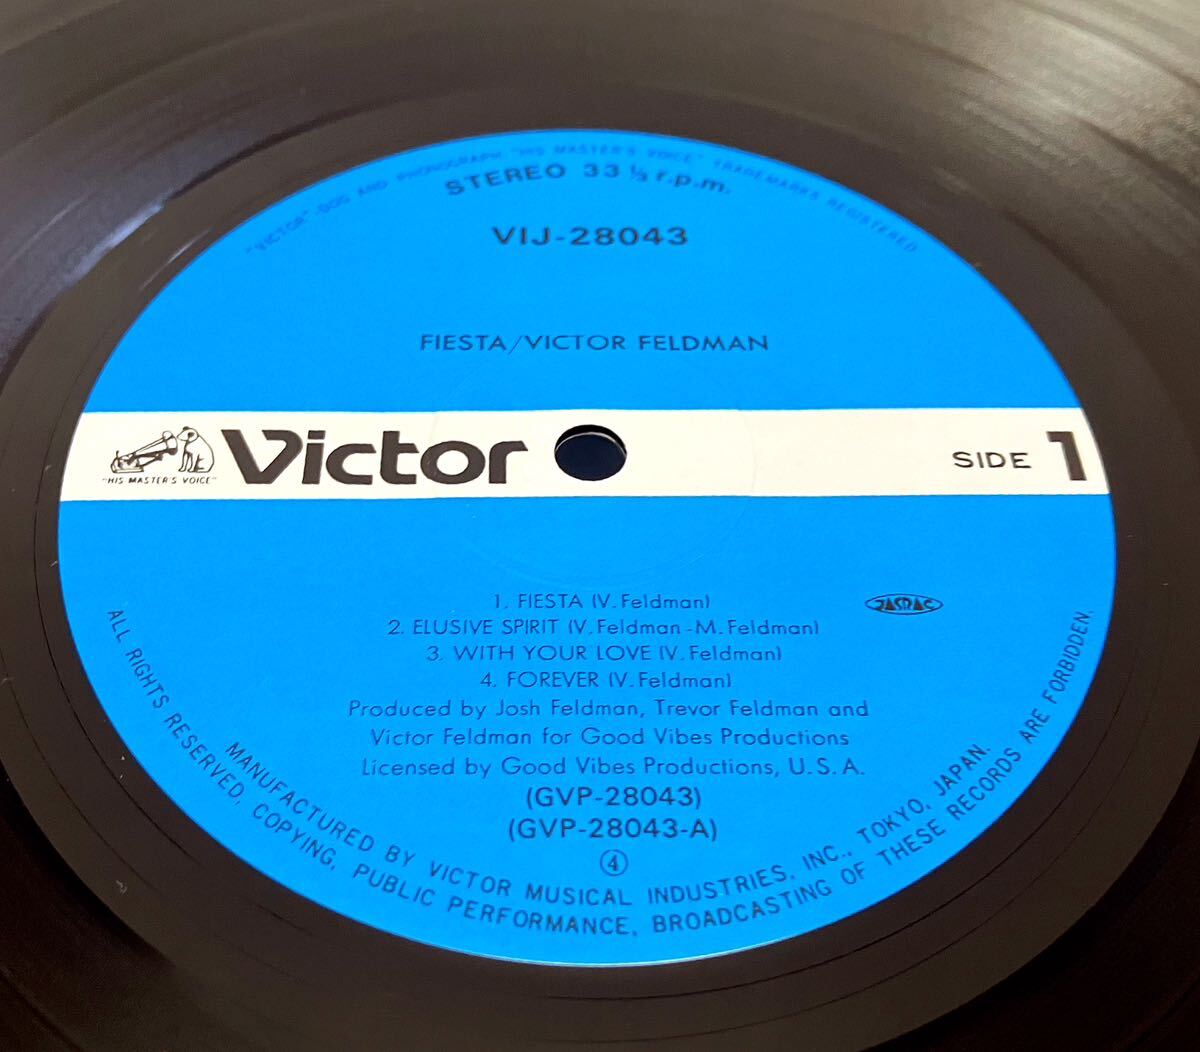 "VICTOR"-DOG AND PHONOGRAPH "HIS MASTER'S VOICE" TRADEMARKS REGISTERED
STEREO 33 ⅓ r.p.m.
VIJ-28043
FIESTA/VICTOR FELDMAN
"HIS MASTER'S VOICE"
Victor
SIDE 1
1. FIESTA (V. Feldman)
2. ELUSIVE SPIRIT (V. Feldman-M. Feldman)
3. WITH YOUR LOVE (V. Feldman)
4. FOREVER (V. Feldman)
JASRAC
Produced by Josh Feldman, Trevor Feldman and
Victor Feldman for Good Vibes Productions
Licensed by Good Vibes Productions, U.S.A.
(GVP-28043)
(GVP-28043-A)
④
MANUFACTURED BY VICTOR MUSICAL INDUSTRIES, INC., TOKYO, JAPAN.
ALL RIGHTS RESERVED, COPYING, PUBLIC PERFORMANCE, BROADCASTING OF THESE RECORDS ARE FORBIDDEN.